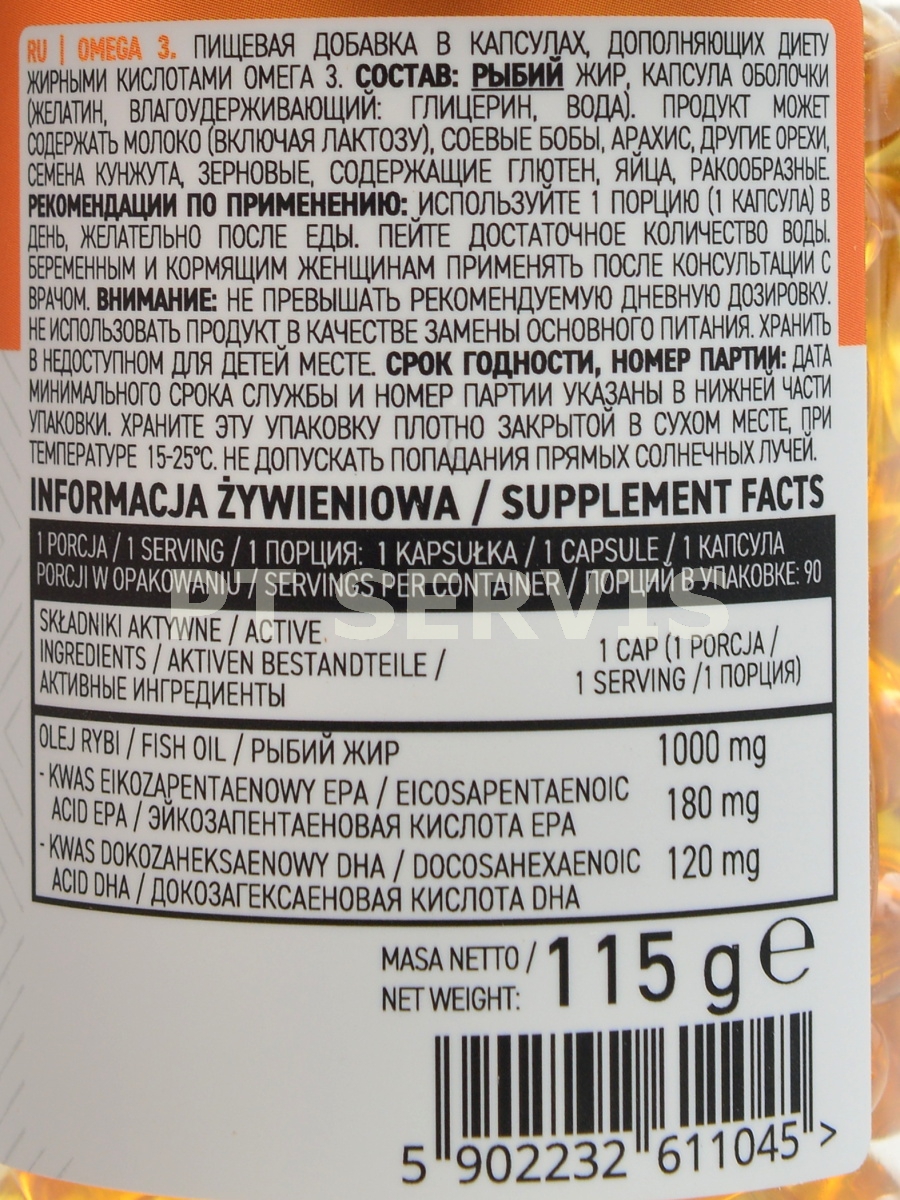 RU | OMEGA 3. ПИЩЕВАЯ ДОБАВКА В КАПСУЛАХ, ДОПОЛНЯЮЩИХ ДИЕТУ
ЖИРНЫМИ КИСЛОТАМИ ОМЕГА 3. СОСТАВ: РЫБИЙ ЖИР, КАПСУЛА ОБОЛОЧКИ
(ЖЕЛАТИН, ВЛАГОУДЕРЖИВАЮЩИЙ: ГЛИЦЕРИН, ВОДА). ПРОДУКТ МОЖЕТ
СОДЕРЖАТЬ МОЛОКО (ВКЛЮЧАЯ ЛАКТОЗУ), СОЕВЫЕ БОБЫ, АРАХИС, ДРУГИЕ ОРЕХИ,
СЕМЕНА КУНЖУТА, ЗЕРНОВЫЕ, СОДЕРЖАЩИЕ ГЛЮТЕН, ЯЙЦА, РАКООБРАЗНЫЕ.
РЕКОМЕНДАЦИИ ПО ПРИМЕНЕНИЮ: ИСПОЛЬЗУЙТЕ 1 ПОРЦИЮ (1 КАПСУЛА) В
ДЕНЬ, ЖЕЛАТЕЛЬНО ПОСЛЕ ЕДЫ. ПЕЙТЕ ДОСТАТОЧНОЕ КОЛИЧЕСТВО ВОДЫ.
БЕРЕМЕННЫМ И КОРМЯЩИМ ЖЕНЩИНАМ ПРИМЕНЯТЬ ПОСЛЕ КОНСУЛЬТАЦИИ С
ВРАЧОМ. ВНИМАНИЕ: НЕ ПРЕВЫШАТЬ РЕКОМЕНДУЕМУЮ ДНЕВНУЮ ДОЗИРОВКУ.
НЕ ИСПОЛЬЗОВАТЬ ПРОДУКТ В КАЧЕСТВЕ ЗАМЕНЫ ОСНОВНОГО ПИТАНИЯ. ХРАНИТЬ
В НЕДОСТУПНОМ ДЛЯ ДЕТЕЙ МЕСТЕ. СРОК ГОДНОСТИ, НОМЕР ПАРТИИ: ДАТА
МИНИМАЛЬНОГО СРОКА СЛУЖБЫ И НОМЕР ПАРТИИ УКАЗАНЫ В НИЖНЕЙ ЧАСТИ
УПАКОВКИ. ХРАНИТЕ ЭТУ УПАКОВКУ ПЛОТНО ЗАКРЫТОЙ В СУХОМ МЕСТЕ, ПРИ
ТЕМПЕРАТУРЕ 15-25°C. НЕ ДОПУСКАТЬ ПОПАДАНИЯ ПРЯМЫХ СОЛНЕЧНЫХ ЛУЧЕЙ.
INFORMACJA ŻYWIENIOWA / SUPPLEMENT FACTS
1 PORCJA / 1 SERVING / 1 ПОРЦИЯ: 1 KAPSUŁKA / 1 CAPSULE / 1 КАПСУЛА
PORCJI W OPAKOWANIU / SERVINGS PER CONTAINER / ПОРЦИЙ В УПАКОВКЕ: 90
PT SERVIS
SKŁADNIKI AKTYWNE / ACTIVE
INGREDIENTS / AKTIVEN BESTANDTEILE /
АКТИВНЫЕ ИНГРЕДИЕНТЫ
1 CAP (1 PORCJA /
1 SERVING /1 ПОРЦИЯ)
OLEJ RYBI / FISH OIL / РЫБИЙ ЖИР 1000 mg
- KWAS EIKOZAPENTAENOWY EPA / EICOSAPENTAENOIC
ACID EPA / ЭЙКОЗАПЕНТАЕНОВАЯ КИСЛОТА EPA 180 mg
- KWAS DOKOZAHEKSAENOWY DHA / DOCOSAHEXAENOIC
ACID DHA / ДОКОЗАГЕКСАЕНОВАЯ КИСЛОТА DHA 120 mg
MASA NETTO /
NET WEIGHT:
115 g e
5 902232 611045 >